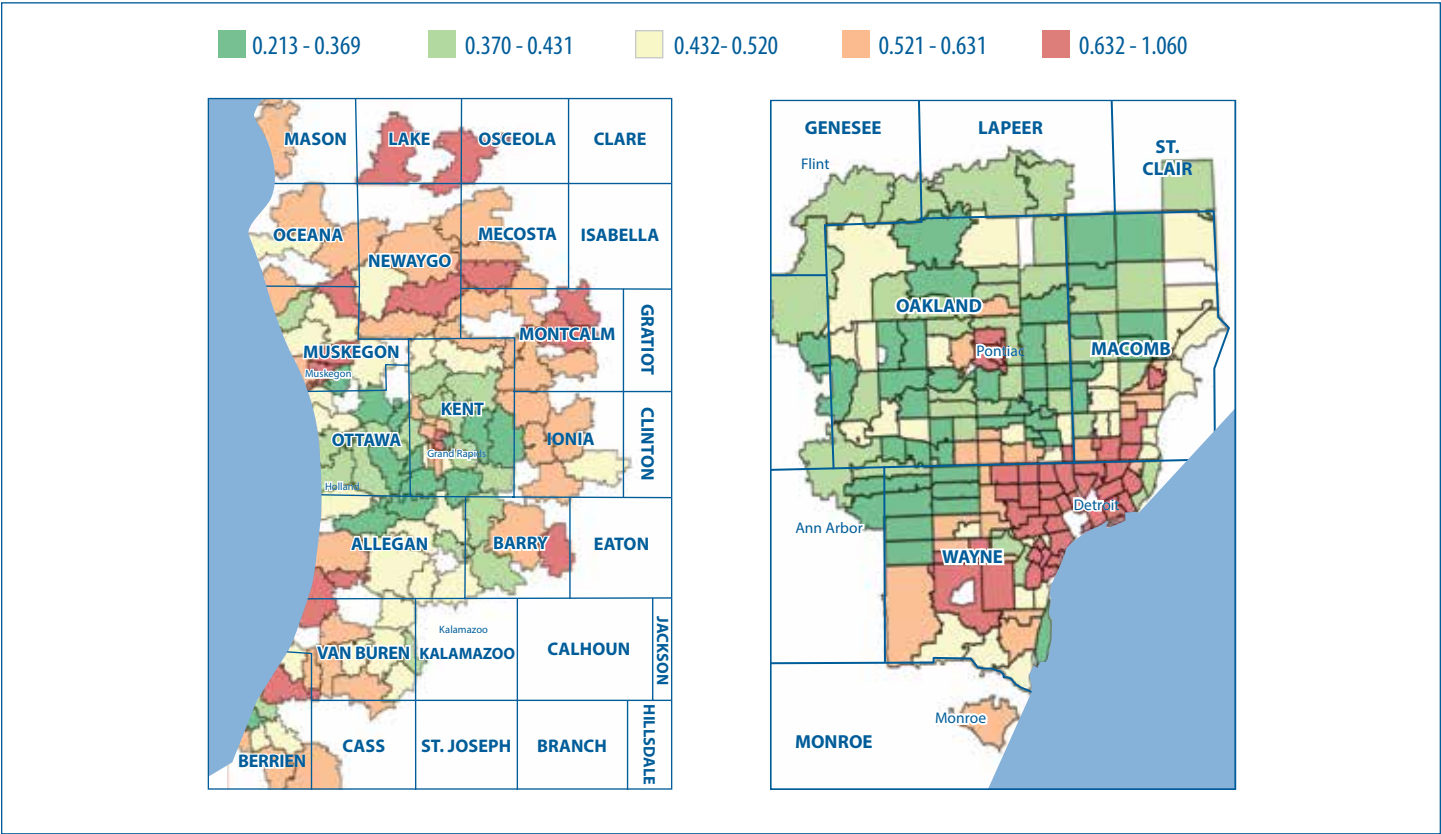 0.213 - 0.369
0.370 - 0.431
0.432- 0.520
0.521 - 0.631
0.632 - 1.060
MASON
LAKE
OSCEOLA
CLARE
OCEANA
NEWAYGO
MECOSTA
ISABELLA
MUSKEGON
Muskegon
MONTCALM
GRATIOT
KENT
OTTAWA
Grand Rapids
IONIA
CLINTON
Holland
ALLEGAN
BARRY
EATON
Kalamazoo
VAN BUREN
KALAMAZOO
CALHOUN
JACKSON
BERRIEN
CASS
ST. JOSEPH
BRANCH
HILLSDALE
GENESEE
LAPEER
ST.
CLAIR
Flint
OAKLAND
Pontiac
MACOMB
Detroit
Ann Arbor
WAYNE
Monroe
MONROE